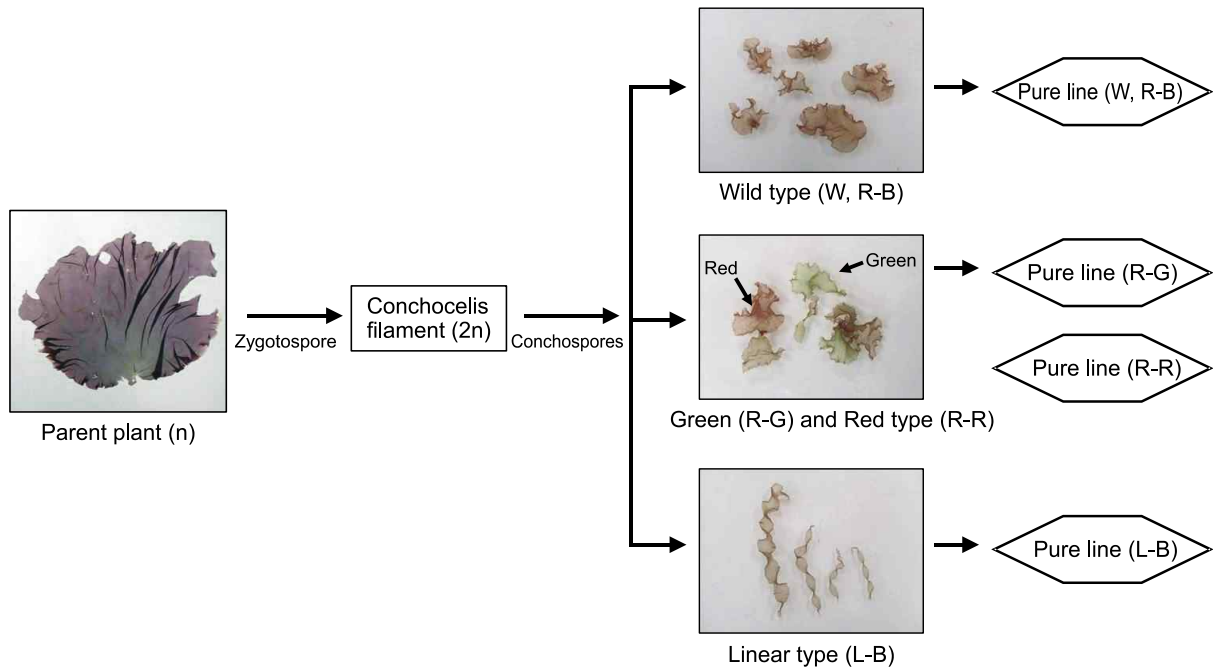 Parent plant (n)
Zygotospore
Conchocelis
filament (2n)
Conchospores
Wild type (W, R-B)
Pure line (W, R-B)
Red
Green
Green (R-G) and Red type (R-R)
Pure line (R-G)
Pure line (R-R)
Linear type (L-B)
Pure line (L-B)